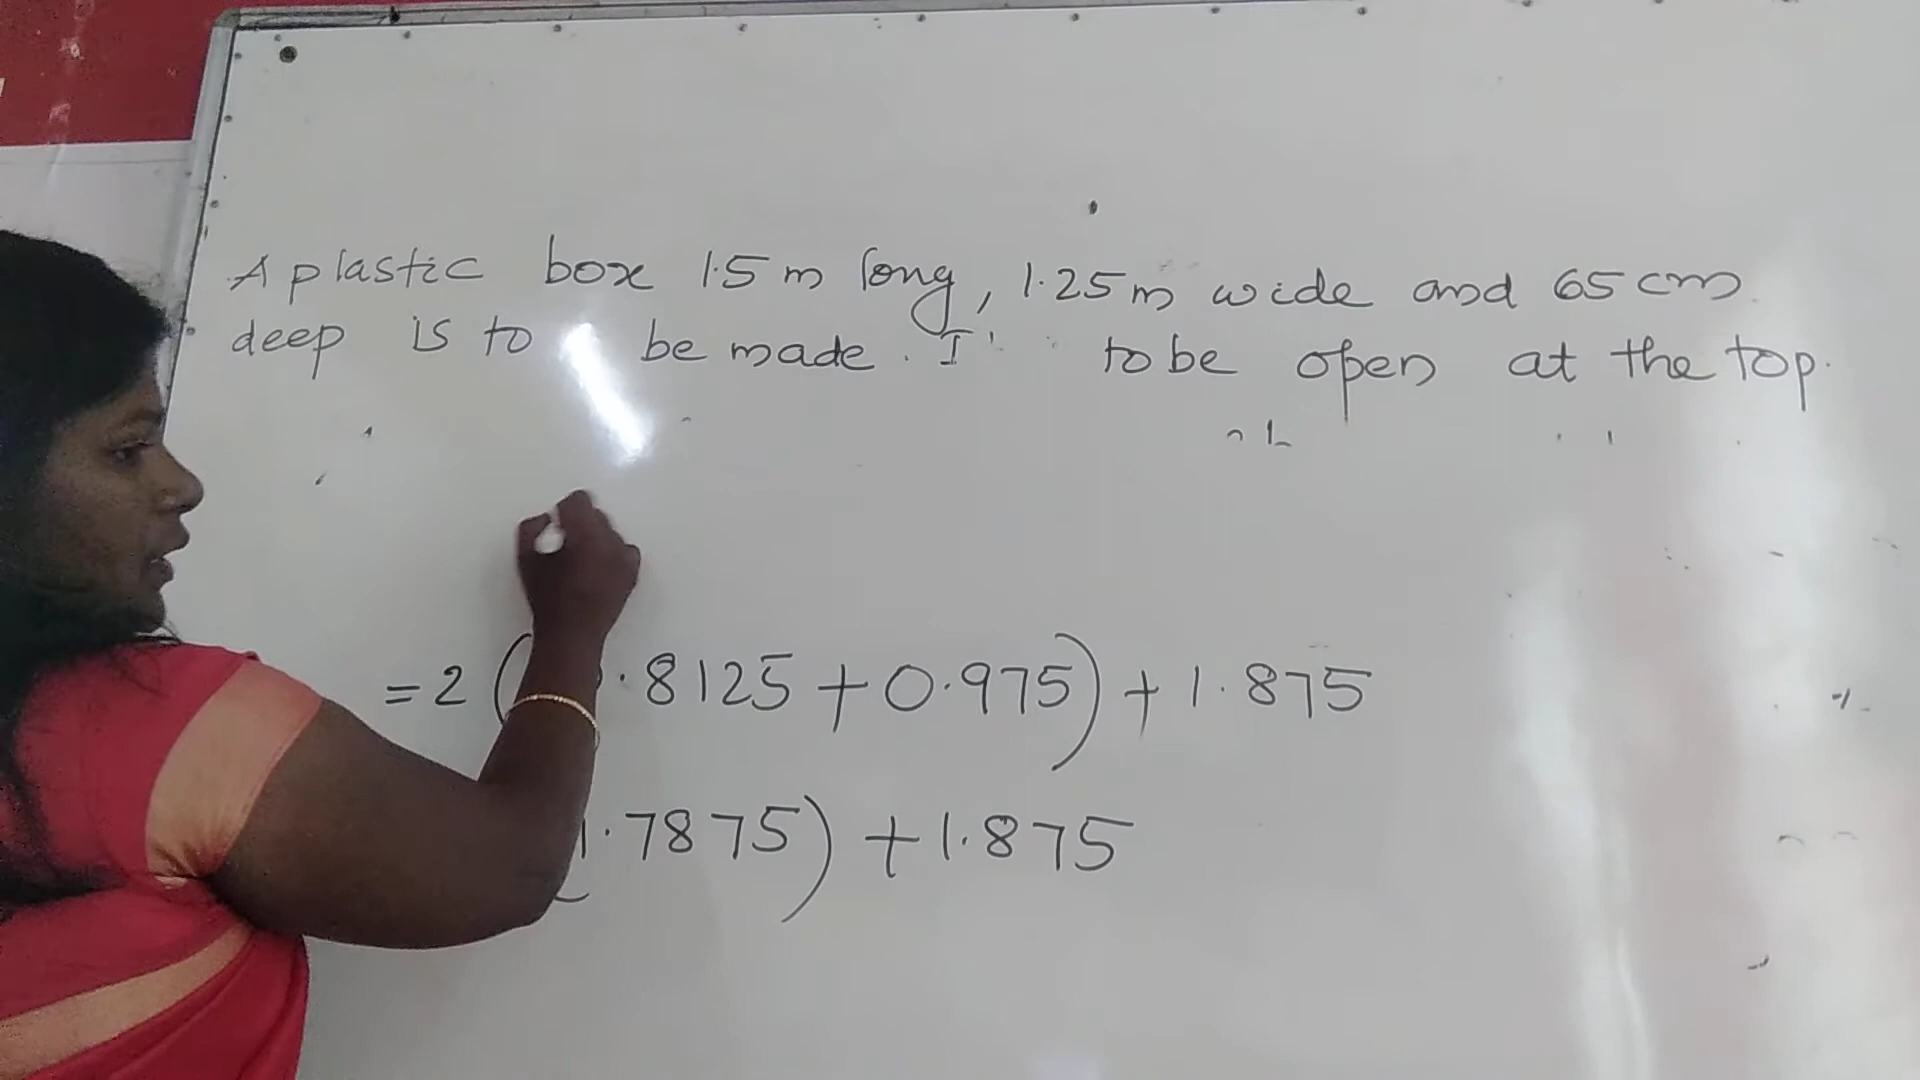 A plastic box 1.5 m long, 1.25 m wide and 65 cm
deep is to be made. I to be open at the top.
=2 ( .8125 + 0.975) + 1.875
1.7875) + 1.875